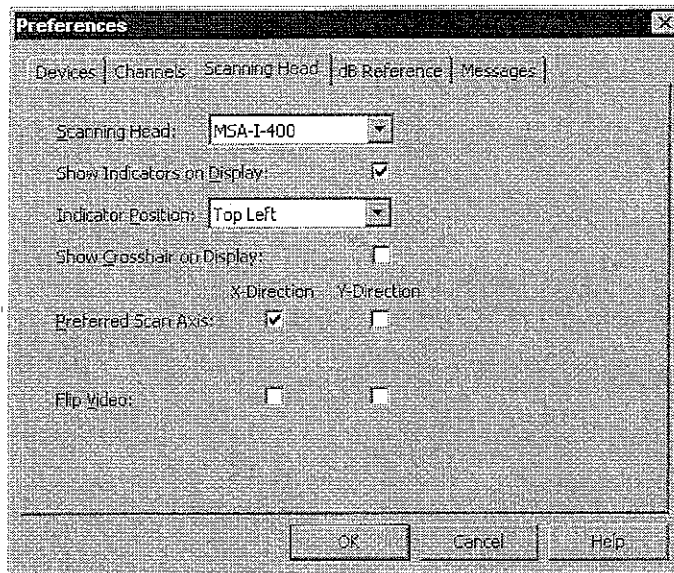 Preferences
Devices Channels Scanning Head dB Reference Messages
Scanning Head: MSA-I-400
Show Indicators on Display:
Indicator Position: Top Left
Show Crosshair on Display:
X-Direction Y-Direction
Preferred Scan Axis:
Flip Video:
OK Cancel Help